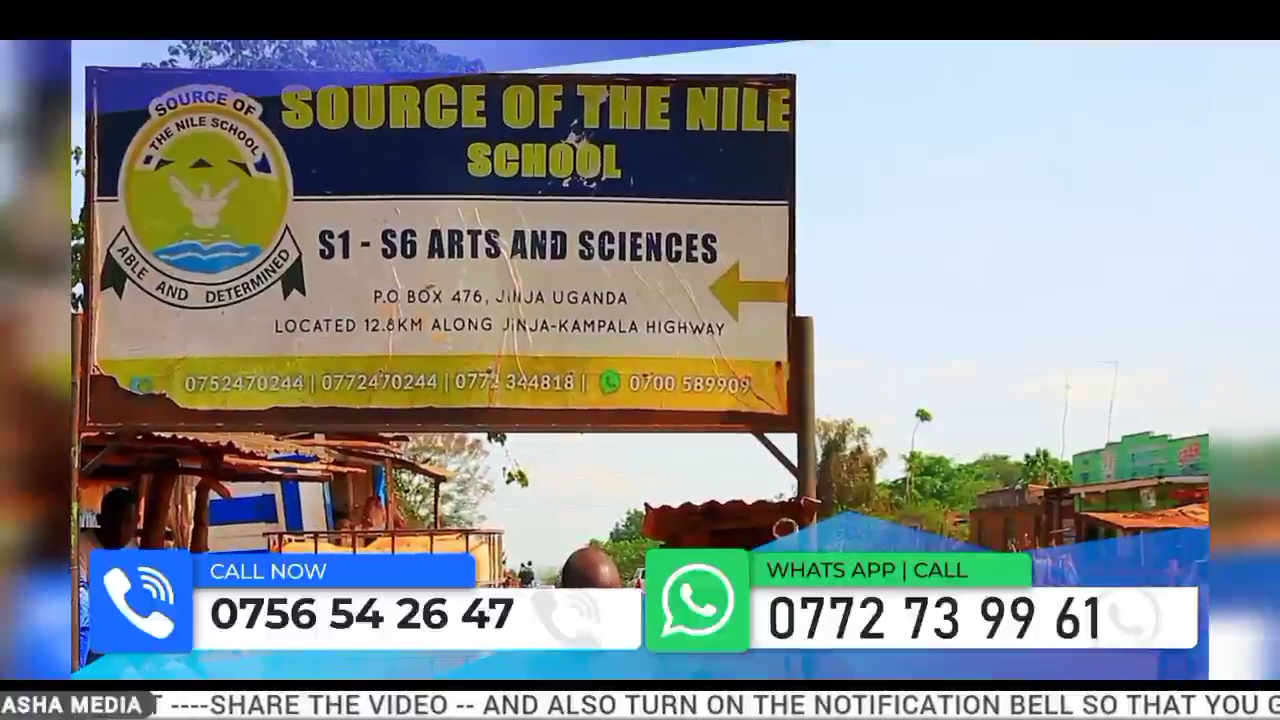 SOURCE OF
THE NILE SCHOOL
ABLE AND DETERMINED
SOURCE OF THE NILE
SCHOOL
S1 - S6 ARTS AND SCIENCES
P.O BOX 476, JINJA UGANDA
LOCATED 12.8KM ALONG JINJA-KAMPALA HIGHWAY
0752470244 | 0772470244 | 0772 344818 | 0700 589909
CALL NOW
0756 54 26 47
WHATS APP | CALL
0772 73 99 61
ASHA MEDIA T ----SHARE THE VIDEO -- AND ALSO TURN ON THE NOTIFICATION BELL SO THAT YOU G